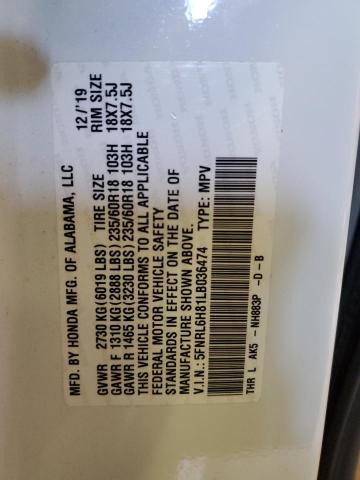 MFD. BY HONDA MFG. OF ALABAMA, LLC 12/'19
GVWR 2730 KG(6019 LBS) TIRE SIZE RIM SIZE
GAWR F 1310 KG(2888 LBS) 235/60R18 103H 18X7.5J
GAWR R 1465 KG(3230 LBS) 235/60R18 103H 18X7.5J
THIS VEHICLE CONFORMS TO ALL APPLICABLE
FEDERAL MOTOR VEHICLE SAFETY
STANDARDS IN EFFECT ON THE DATE OF
MANUFACTURE SHOWN ABOVE.
V.I.N.: 5FNRL6H81LB036474 TYPE: MPV
THR L AK5 -NH883P -D -B